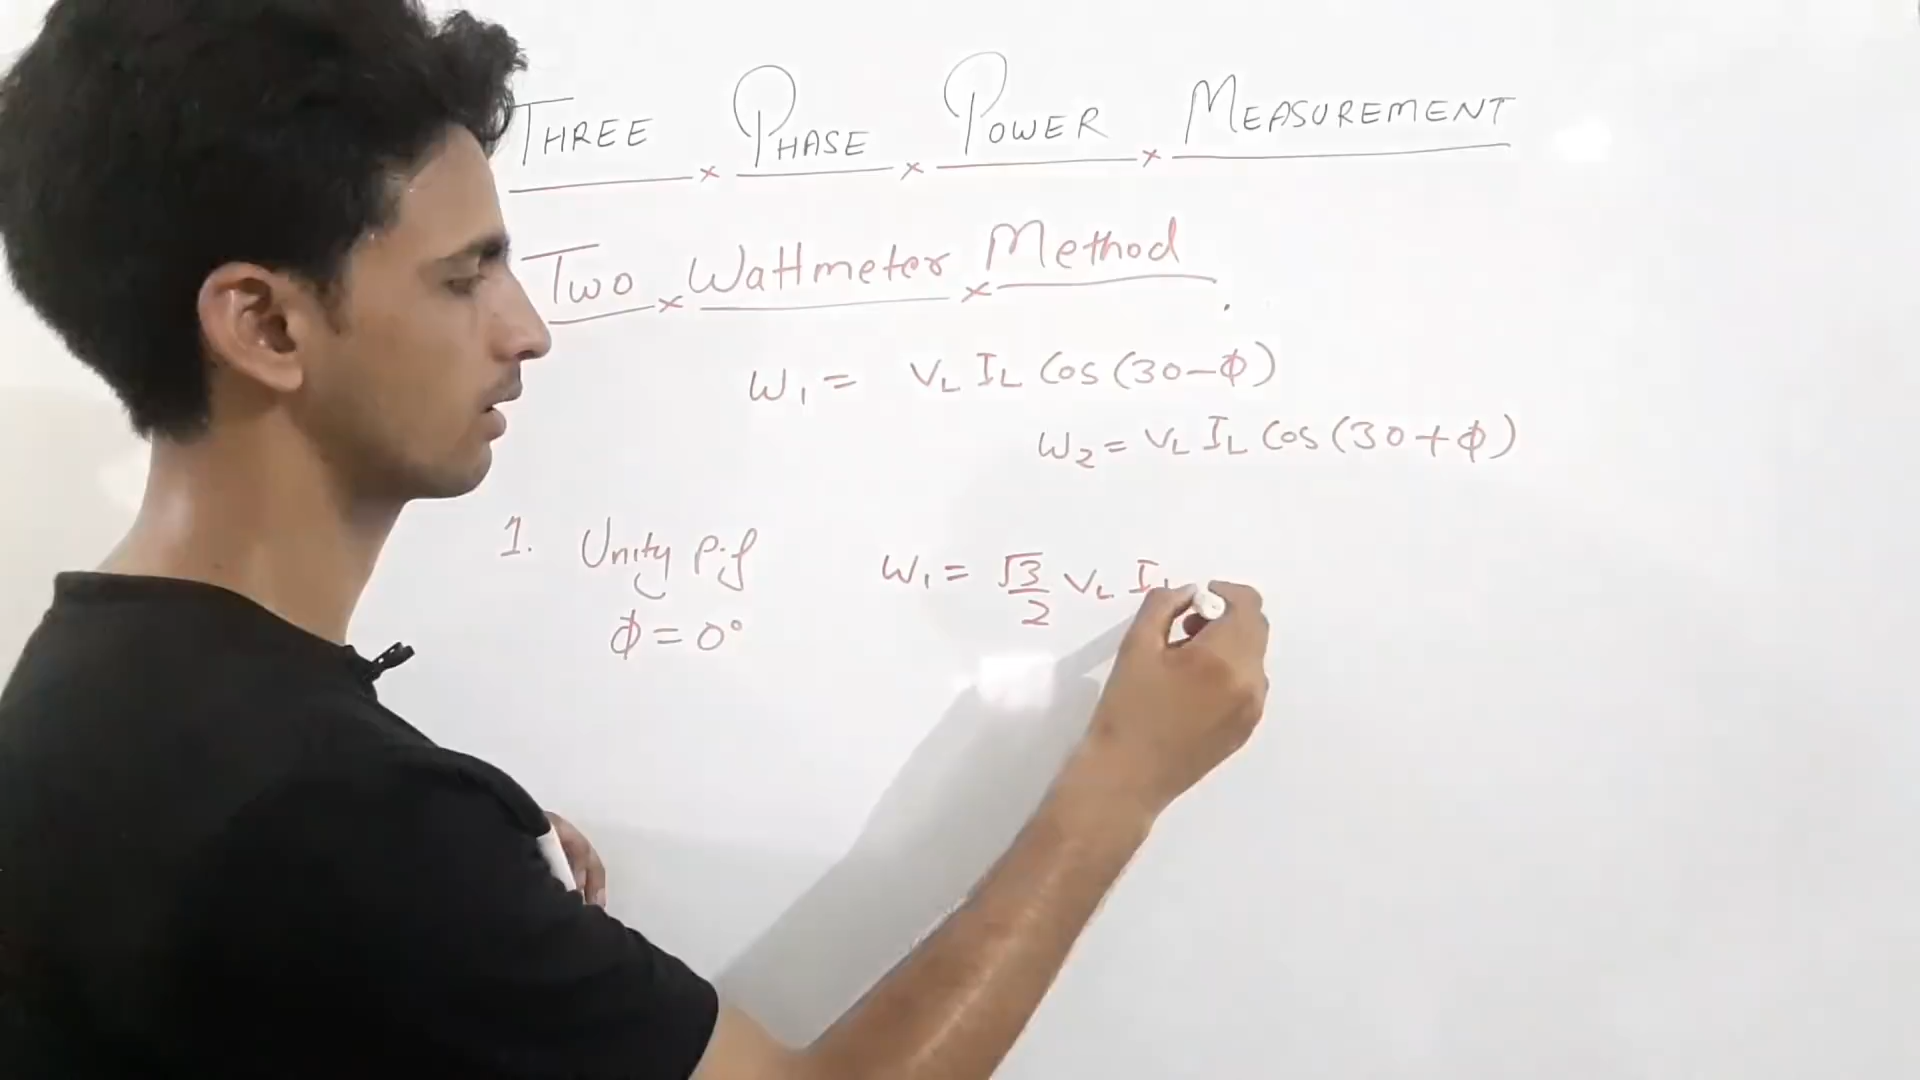 THREE PHASE POWER MEASUREMENT
Two Wattmeter Method
W₁ = V_L I_L Cos(30-ϕ)
W₂ = V_L I_L Cos(30+ϕ)
1. Unity p.f
W₁ = √3/2 V_L I_L
ϕ = 0°